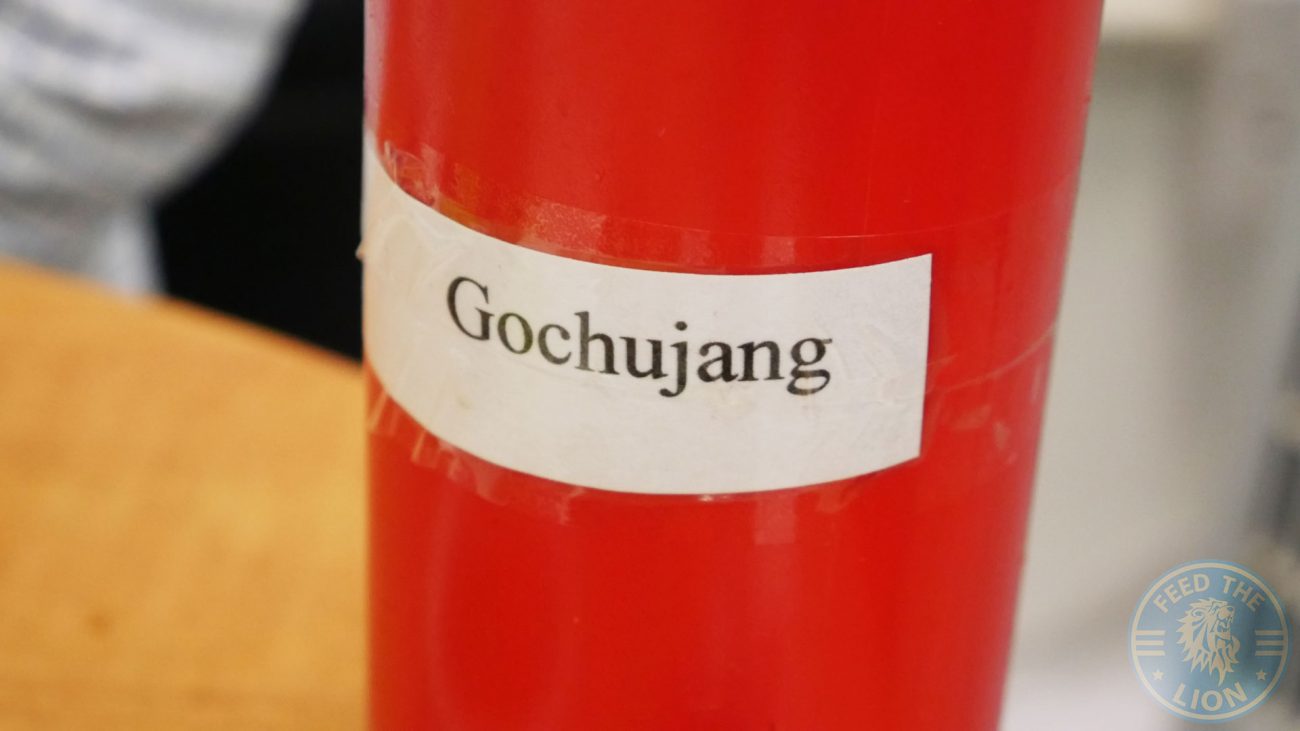 Gochujang
FEED THE
LION